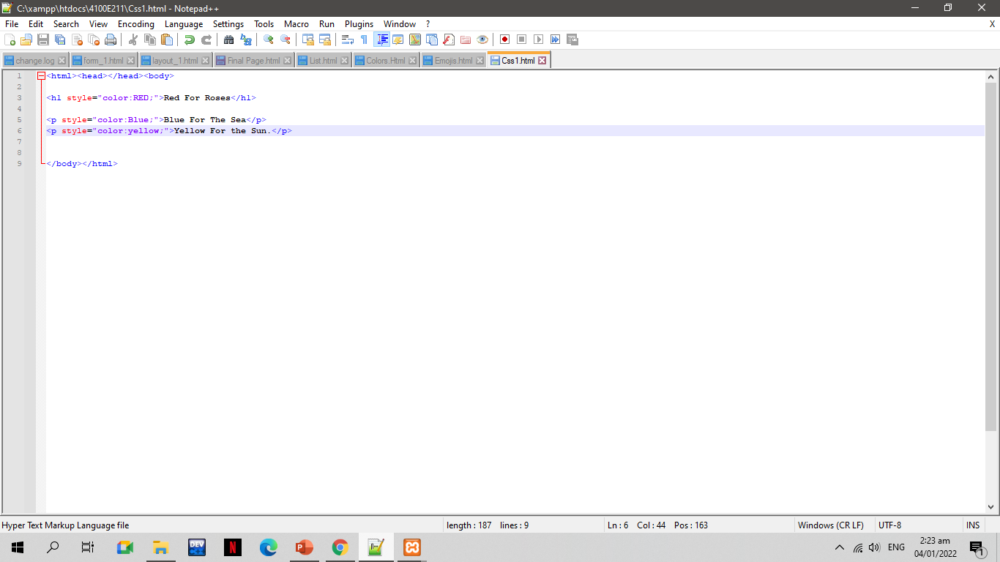 C:\xampp\htdocs\4100E211\Css1.html - Notepad++
File Edit Search View Encoding Language Settings Tools Macro Run Plugins Window ? X
change.log form_1.html layout_1.html Final Page.html List.html Colors.Html Emojis.html Css1.html
1 <html><head></head><body>
2
3 <h1 style="color:RED;">Red For Roses</h1>
4
5 <p style="color:Blue;">Blue For The Sea</p>
6 <p style="color:yellow;">Yellow For the Sun.</p>
7
8
9 </body></html>
Hyper Text Markup Language file length : 187 lines : 9 Ln : 6 Col : 44 Pos : 163 Windows (CR LF) UTF-8 INS
DEV C++ N P ENG 2:23 am
04/01/2022 1